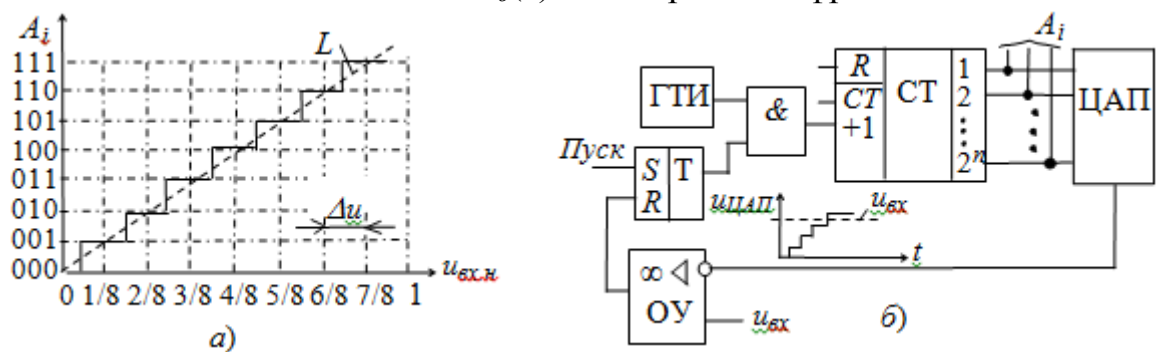 A_i
111
110
101
100
011
010
001
000
L
Δu
0 1/8 2/8 3/8 4/8 5/8 6/8 7/8 1
u_вх.н
а)
ГТИ
&
R
CT
+1
СТ
1
2
2^n
A_i
ЦАП
Пуск
S
R
Т
u_ЦАП
u_вх
t
∞ ◁
ОУ
u_вх
б)